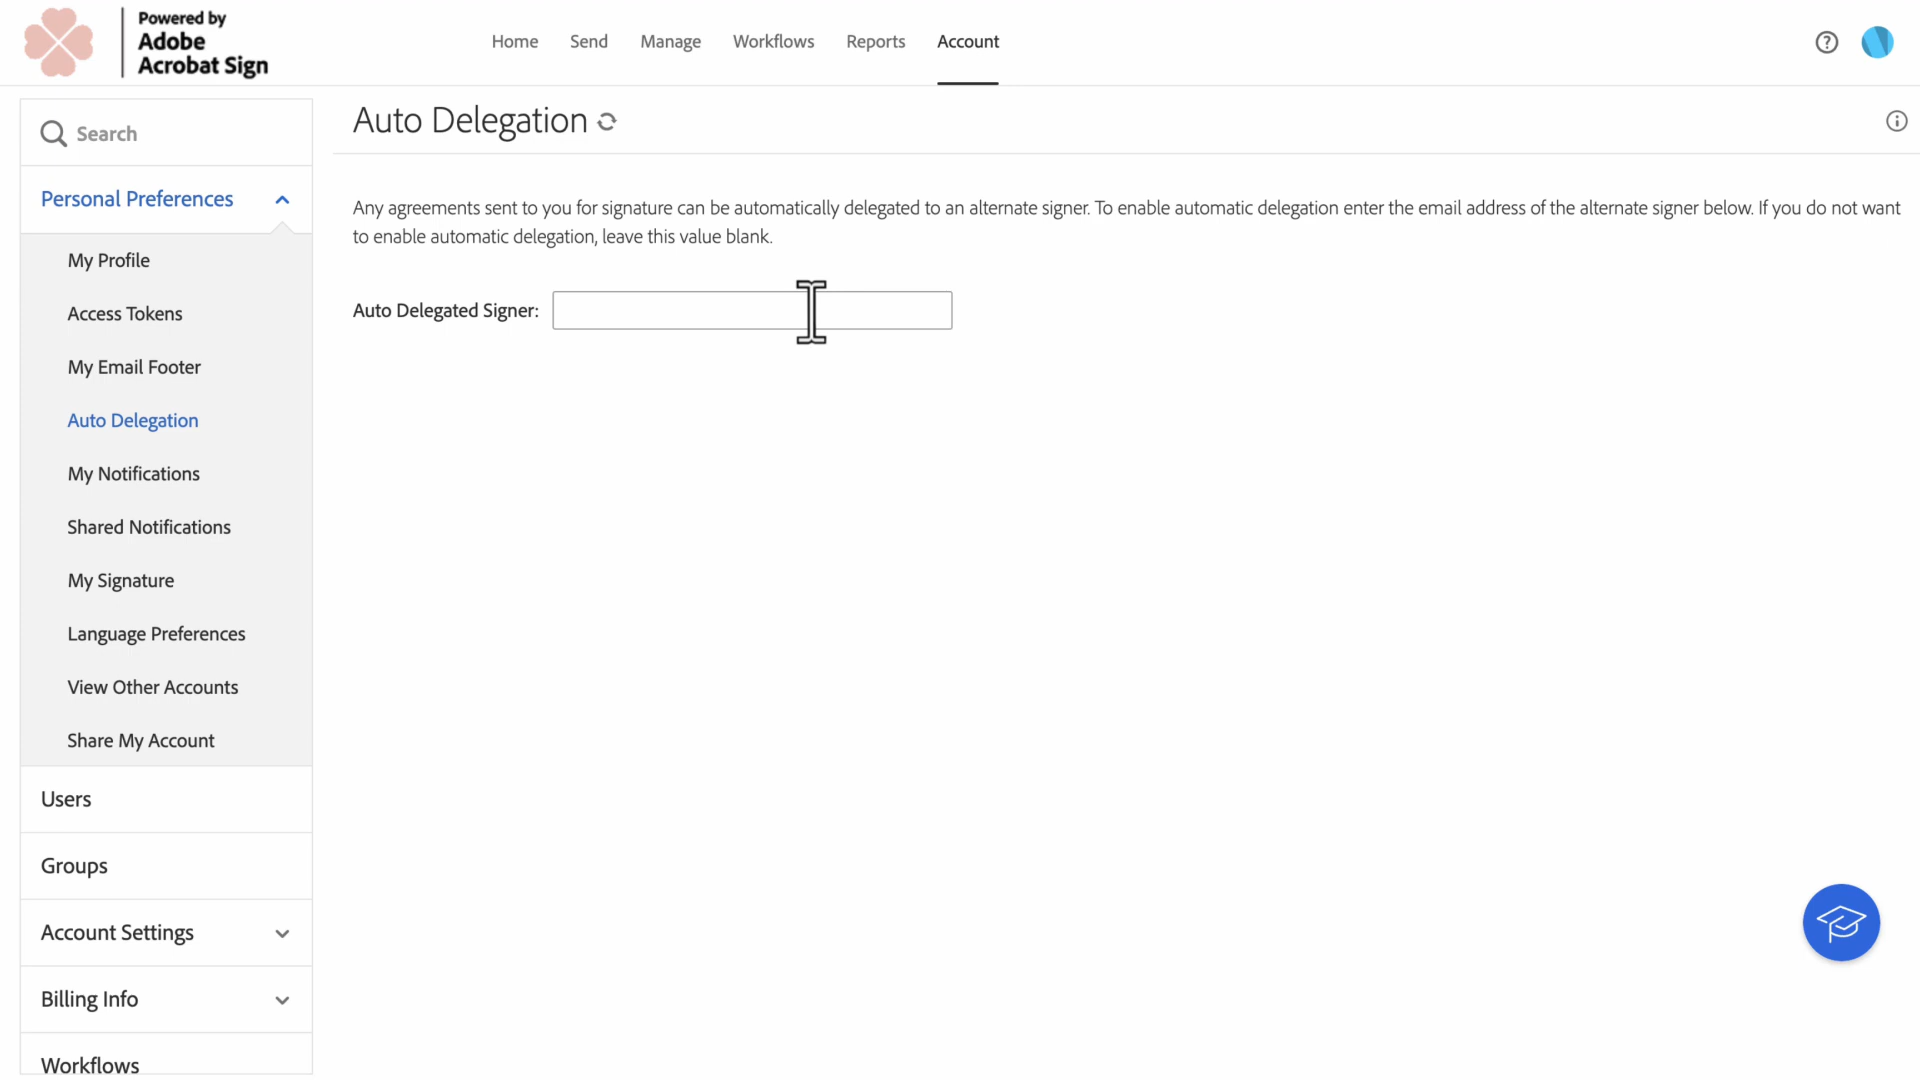 Powered by
Adobe
Acrobat Sign
Home Send Manage Workflows Reports Account
Search
Auto Delegation
Personal Preferences
Any agreements sent to you for signature can be automatically delegated to an alternate signer. To enable automatic delegation enter the email address of the alternate signer below. If you do not want
to enable automatic delegation, leave this value blank.
Auto Delegated Signer:
My Profile
Access Tokens
My Email Footer
Auto Delegation
My Notifications
Shared Notifications
My Signature
Language Preferences
View Other Accounts
Share My Account
Users
Groups
Account Settings
Billing Info
Workflows